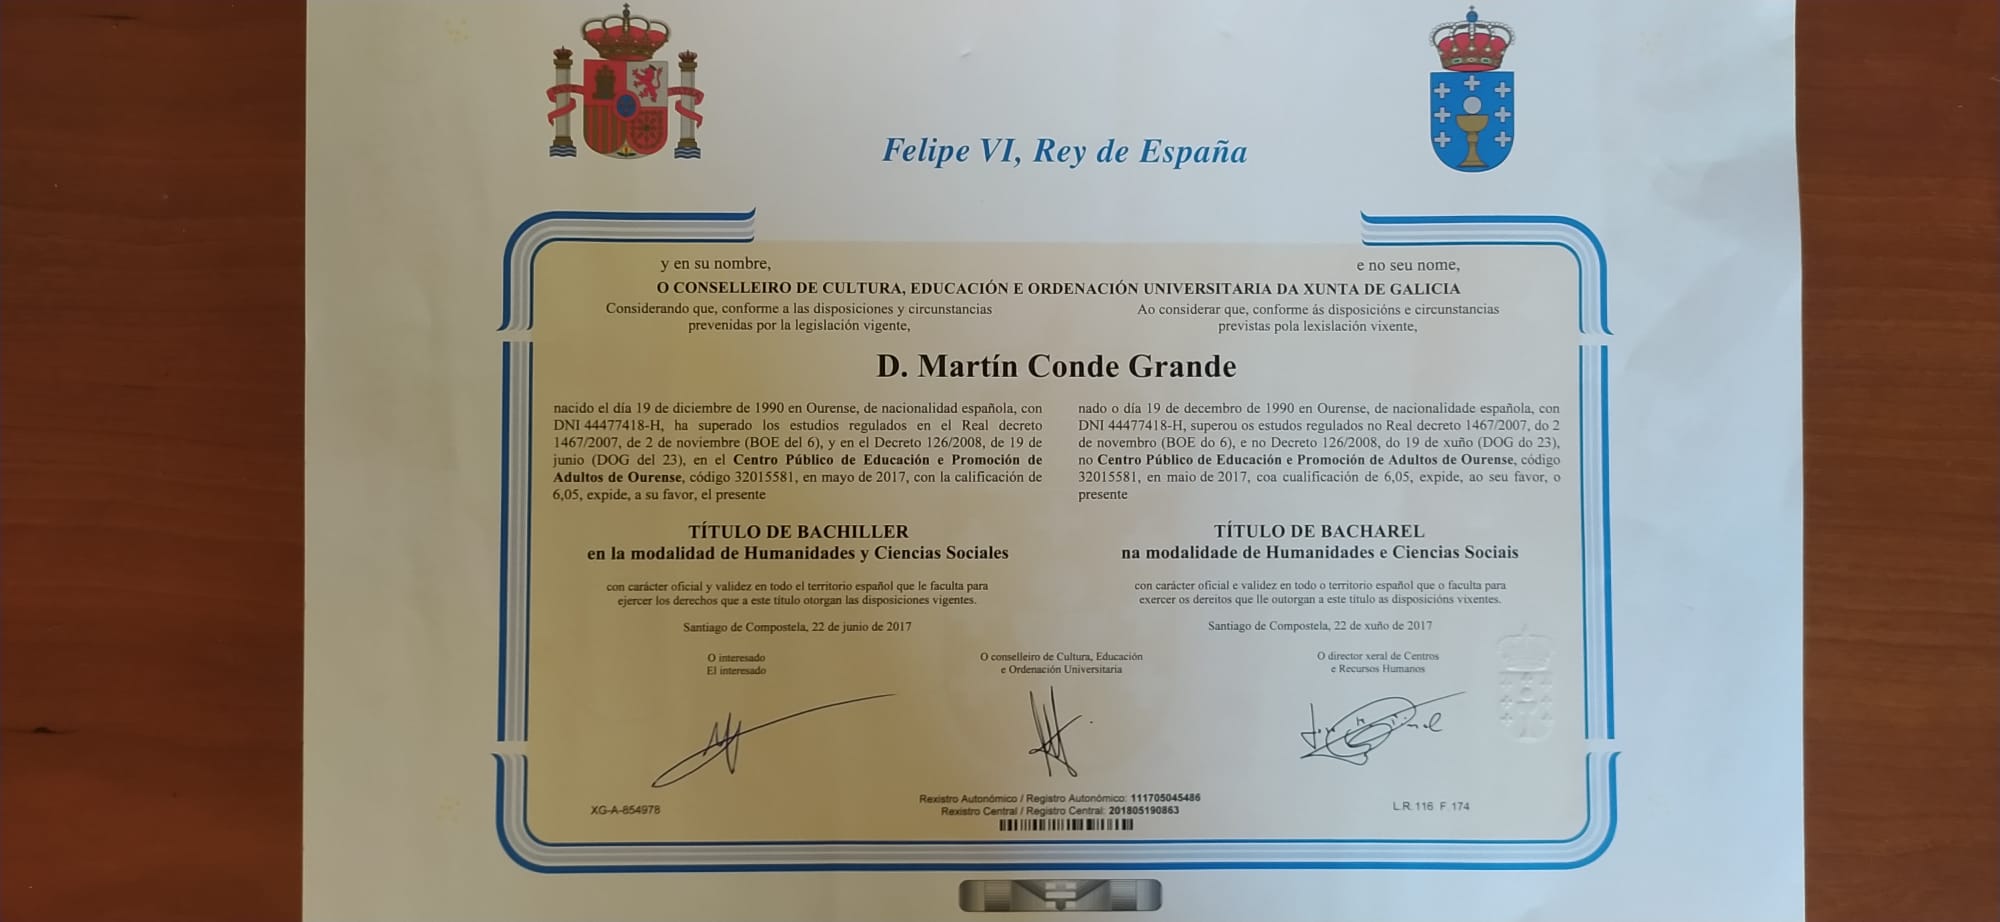 Felipe VI, Rey de España
y en su nombre,
e no seu nome,
O CONSELLEIRO DE CULTURA, EDUCACIÓN E ORDENACIÓN UNIVERSITARIA DA XUNTA DE GALICIA
Considerando que, conforme a las disposiciones y circunstancias
prevenidas por la legislación vigente,
Ao considerar que, conforme ás disposicións e circunstancias
previstas pola lexislación vixente,
D. Martín Conde Grande
nacido el día 19 de diciembre de 1990 en Ourense, de nacionalidad española, con
DNI 44477418-H, ha superado los estudios regulados en el Real decreto
1467/2007, de 2 de noviembre (BOE del 6), y en el Decreto 126/2008, de 19 de
junio (DOG del 23), en el Centro Público de Educación e Promoción de
Adultos de Ourense, código 32015581, en mayo de 2017, con la calificación de
6,05, expide, a su favor, el presente
nado o día 19 de decembro de 1990 en Ourense, de nacionalidade española, con
DNI 44477418-H, superou os estudos regulados no Real decreto 1467/2007, do 2
de novembro (BOE do 6), e no Decreto 126/2008, do 19 de xuño (DOG do 23),
no Centro Público de Educación e Promoción de Adultos de Ourense, código
32015581, en maio de 2017, coa cualificación de 6,05, expide, ao seu favor, o
presente
TÍTULO DE BACHILLER
en la modalidad de Humanidades y Ciencias Sociales
TÍTULO DE BACHAREL
na modalidade de Humanidades e Ciencias Sociais
con carácter oficial y validez en todo el territorio español que le faculta para
ejercer los derechos que a este título otorgan las disposiciones vigentes.
con carácter oficial e validez en todo o territorio español que o faculta para
exercer os dereitos que lle outorgan a este título as disposicións vixentes.
Santiago de Compostela, 22 de junio de 2017
Santiago de Compostela, 22 de xuño de 2017
O interesado
El interesado
O conselleiro de Cultura, Educación
e Ordenación Universitaria
O director xeral de Centros
e Recursos Humanos
XG-A-854978
Rexistro Autonómico / Registro Autonómico: 111705045486
Rexistro Central / Registro Central: 201805190863
L.R. 116 F 174